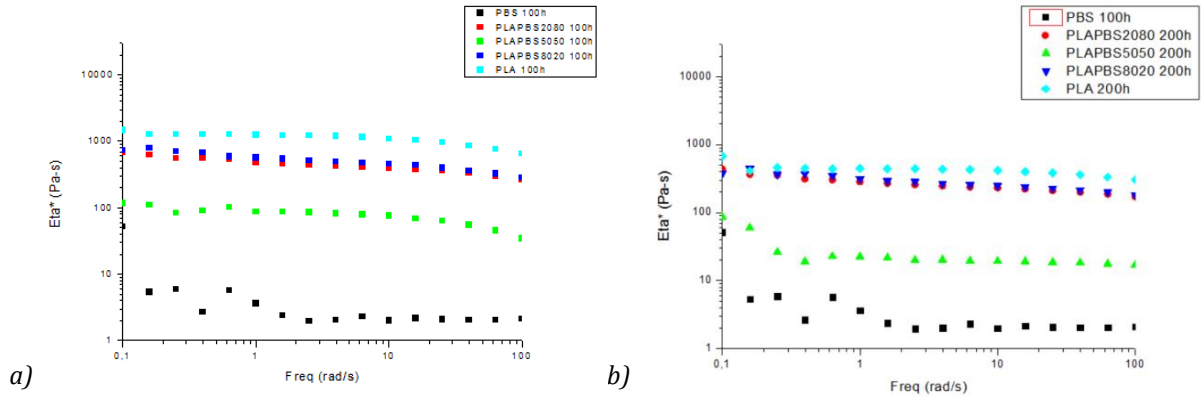 PBS 100h
PLAPBS2080 100h
PLAPBS5050 100h
PLAPBS8020 100h
PLA 100h
10000
1000
100
10
1
Eta* (Pa-s)
0,1 1 10 100
Freq (rad/s)
a)
PBS 100h
PLAPBS2080 200h
PLAPBS5050 200h
PLAPBS8020 200h
PLA 200h
10000
1000
100
10
1
Eta* (Pa-s)
0,1 1 10 100
Freq (rad/s)
b)